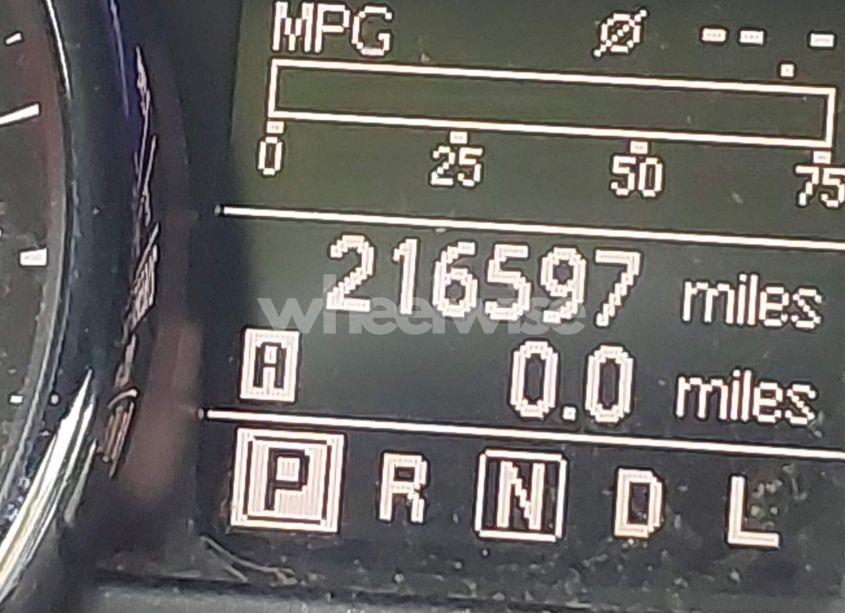 MPG Ø --.-
0 25 50 75
216597 miles
wheelwise
A 0.0 miles
P R N D L